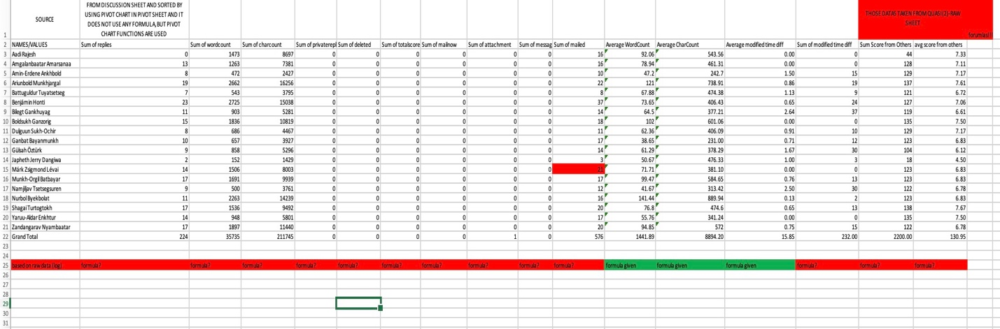 SOURCE
FROM DISCUSSION SHEET AND SORTED BY
USING PIVOT CHART IN PIVOT SHEET AND IT
DOES NOT USE ANY FORMULA, BUT PIVOT
CHART FUNCTIONS ARE USED
THOSE DATAS TAKEN FROM QUASI(2)-RAW
SHEET
1 forumlas!!!
2 NAMES/VALUES Sum of replies Sum of wordcount Sum of charcount Sum of privaterepl Sum of deleted Sum of totalscore Sum of mailnow Sum of attachment Sum of messag Sum of mailed Average WordCount Average CharCount Average modified time diff Sum of modified time diff Sum Score from Others avg score from others
3 Aadi Rajesh 0 1473 8697 0 0 0 0 0 0 16 92.06 543.56 0.00 0 44 7.33
4 Amgalanbaatar Amarsanaa 13 1263 7381 0 0 0 0 0 0 16 78.94 461.31 0.00 0 128 7.11
5 Amin-Erdene Ankhbold 8 472 2427 0 0 0 0 0 0 10 47.2 242.7 1.50 15 129 7.17
6 Ariunbold Munkhjargal 19 2662 16256 0 0 0 0 0 0 22 121 738.91 0.86 19 137 7.61
7 Battuguldur Tuyatsetseg 7 543 3795 0 0 0 0 0 0 8 67.88 474.38 1.13 9 121 6.72
8 Benjámin Honti 23 2725 15038 0 0 0 0 0 0 37 73.65 406.43 0.65 24 127 7.06
9 Bilegt Gankhuyag 11 903 5281 0 0 0 0 0 0 14 64.5 377.21 2.64 37 119 6.61
10 Boldsukh Ganzorig 15 1836 10819 0 0 0 0 0 0 18 102 601.06 0.00 0 135 7.50
11 Dulguun Sukh-Ochir 8 686 4467 0 0 0 0 0 0 11 62.36 406.09 0.91 10 129 7.17
12 Ganbat Bayanmunkh 10 657 3927 0 0 0 0 0 0 17 38.65 231.00 0.71 12 123 6.83
13 Gülsah Öztürk 9 858 5296 0 0 0 0 0 0 14 61.29 378.29 1.67 30 104 6.12
14 Japheth Jerry Dangiwa 2 152 1429 0 0 0 0 0 0 3 50.67 476.33 1.00 3 18 4.50
15 Márk Zsigmond Lévai 14 1506 8003 0 0 0 0 0 0 21 71.71 381.10 0.00 0 123 6.83
16 Munkh-Orgil Batbayar 17 1691 9939 0 0 0 0 0 0 17 99.47 584.65 0.76 13 123 6.83
17 Namjiljav Tsetsegsuren 9 500 3761 0 0 0 0 0 0 12 41.67 313.42 2.50 30 122 6.78
18 Nurbol Byekbolat 11 2263 14239 0 0 0 0 0 0 16 141.44 889.94 0.13 2 123 6.83
19 Shagai Turtogtokh 17 1536 9492 0 0 0 0 0 0 20 76.8 474.6 0.65 13 138 7.67
20 Yaruu-Aldar Enkhtur 14 948 5801 0 0 0 0 0 0 17 55.76 341.24 0.00 0 135 7.50
21 Zandangarav Nyambaatar 17 1897 11440 0 0 0 0 0 0 20 94.85 572 0.75 15 122 6.78
22 Grand Total 224 35735 211745 0 0 0 0 1 0 576 1441.89 8894.20 15.85 232.00 2200.00 130.95
23
24
25 based on raw data (log) formula? formula? formula? formula? formula? formula? formula? formula? formula? formula? formula given formula given formula given formula? formula? formula?
26
27
28
29
30
31